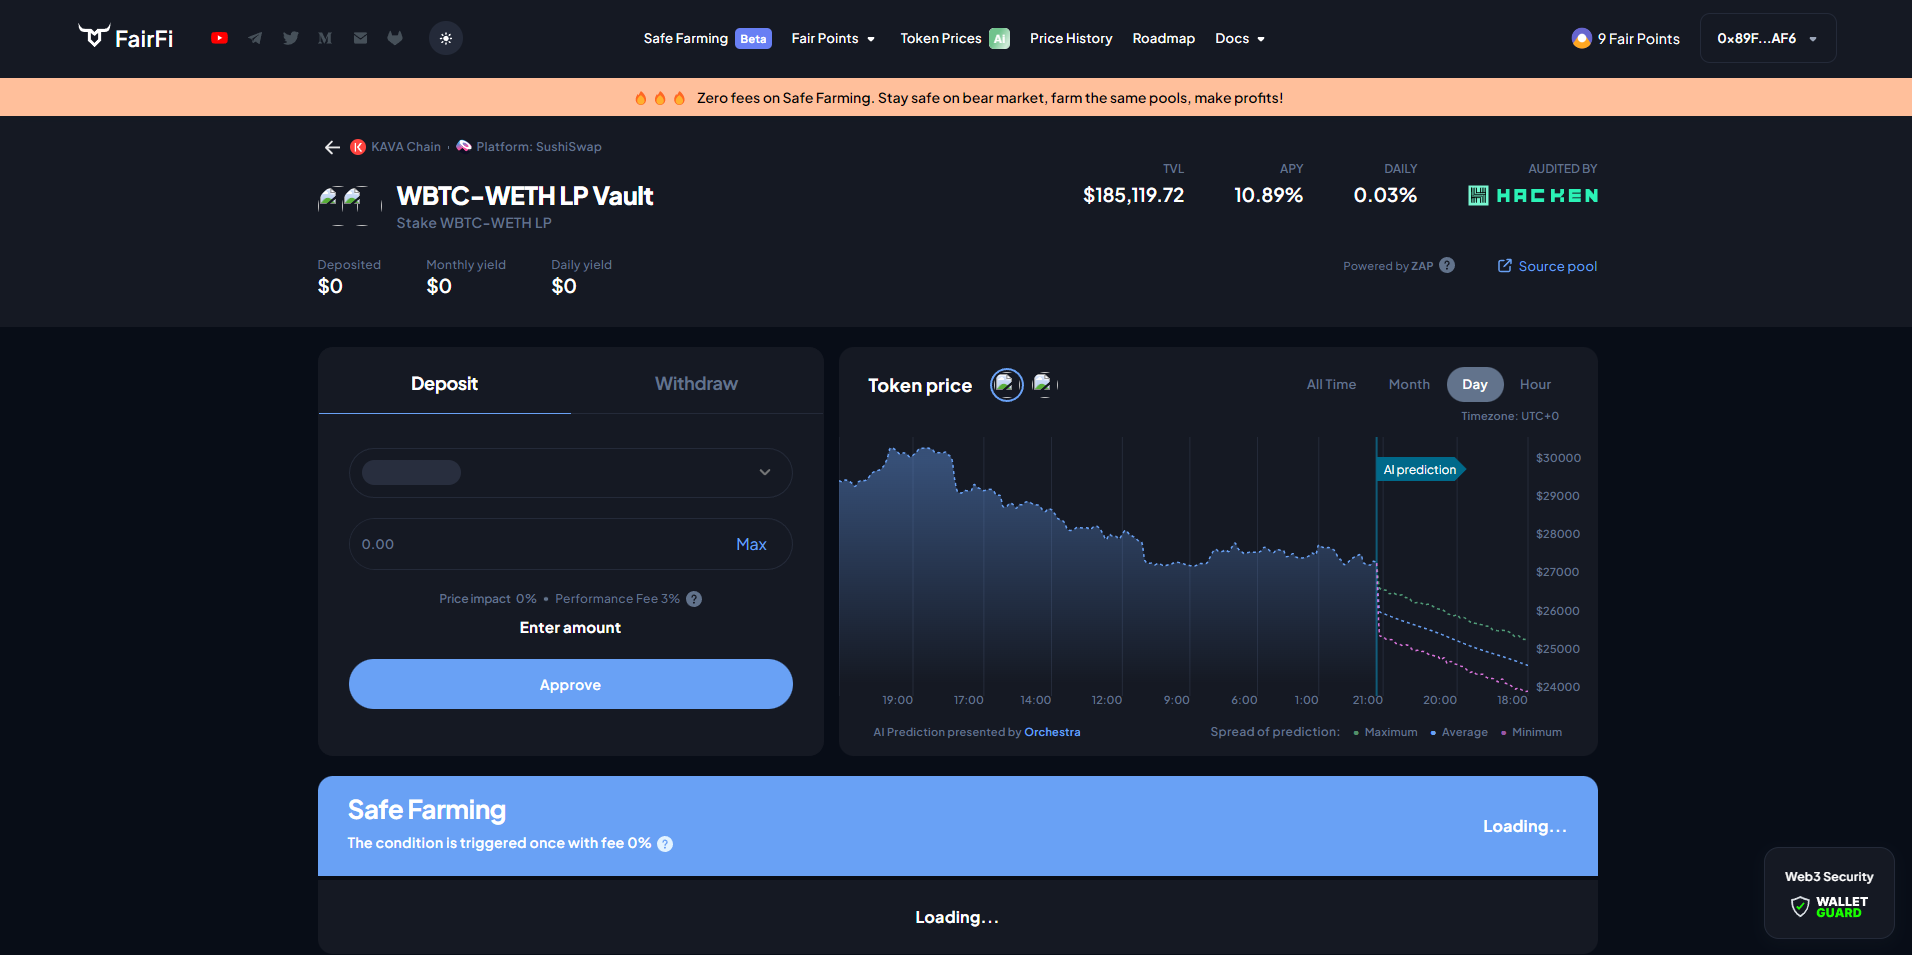 FairFi
Safe Farming Beta Fair Points Token Prices Ai Price History Roadmap Docs
9 Fair Points
0x89F...AF6
Zero fees on Safe Farming. Stay safe on bear market, farm the same pools, make profits!
KAVA Chain · Platform: SushiSwap
WBTC-WETH LP Vault
Stake WBTC-WETH LP
TVL APY DAILY AUDITED BY
$185,119.72 10.89% 0.03% HACKEN
Deposited Monthly yield Daily yield
$0 $0 $0
Powered by ZAP ?
Source pool
Deposit Withdraw
0.00 Max
Price impact 0% • Performance Fee 3% ?
Enter amount
Approve
Token price
All Time Month Day Hour
Timezone: UTC+0
AI prediction
$30000
$29000
$28000
$27000
$26000
$25000
$24000
19:00 17:00 14:00 12:00 9:00 6:00 1:00 21:00 20:00 18:00
AI Prediction presented by Orchestra
Spread of prediction: • Maximum • Average • Minimum
Safe Farming
The condition is triggered once with fee 0% ?
Loading...
Loading...
Web3 Security
WALLET
GUARD